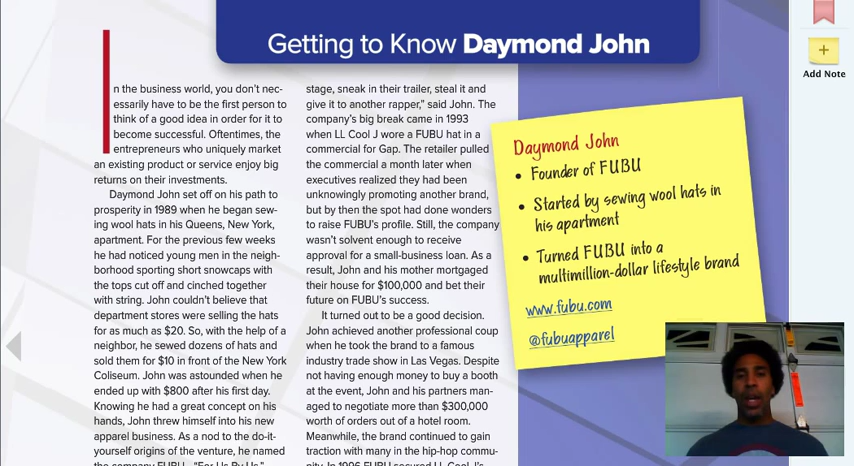 Getting to Know Daymond John
Add Note
In the business world, you don't nec-
essarily have to be the first person to
think of a good idea in order for it to
become successful. Oftentimes, the
entrepreneurs who uniquely market
an existing product or service enjoy big
returns on their investments.
Daymond John set off on his path to
prosperity in 1989 when he began sew-
ing wool hats in his Queens, New York,
apartment. For the previous few weeks
he had noticed young men in the neigh-
borhood sporting short snowcaps with
the tops cut off and cinched together
with string. John couldn't believe that
department stores were selling the hats
for as much as $20. So, with the help of a
neighbor, he sewed dozens of hats and
sold them for $10 in front of the New York
Coliseum. John was astounded when he
ended up with $800 after his first day.
Knowing he had a great concept on his
hands, John threw himself into his new
apparel business. As a nod to the do-it-
yourself origins of the venture, he named
the company FUBU—"For Us By Us."
stage, sneak in their trailer, steal it and
give it to another rapper," said John. The
company's big break came in 1993
when LL Cool J wore a FUBU hat in a
commercial for Gap. The retailer pulled
the commercial a month later when
executives realized they had been
unknowingly promoting another brand,
but by then the spot had done wonders
to raise FUBU's profile. Still, the company
wasn't solvent enough to receive
approval for a small-business loan. As a
result, John and his mother mortgaged
their house for $100,000 and bet their
future on FUBU's success.
It turned out to be a good decision.
John achieved another professional coup
when he took the brand to a famous
industry trade show in Las Vegas. Despite
not having enough money to buy a booth
at the event, John and his partners man-
aged to negotiate more than $300,000
worth of orders out of a hotel room.
Meanwhile, the brand continued to gain
traction with many in the hip-hop commu-
nity. In 1996 FUBU secured LL Cool J's
Daymond John
• Founder of FUBU
• Started by sewing wool hats in
his apartment
• Turned FUBU into a
multimillion-dollar lifestyle brand
www.fubu.com
@fubuapparel